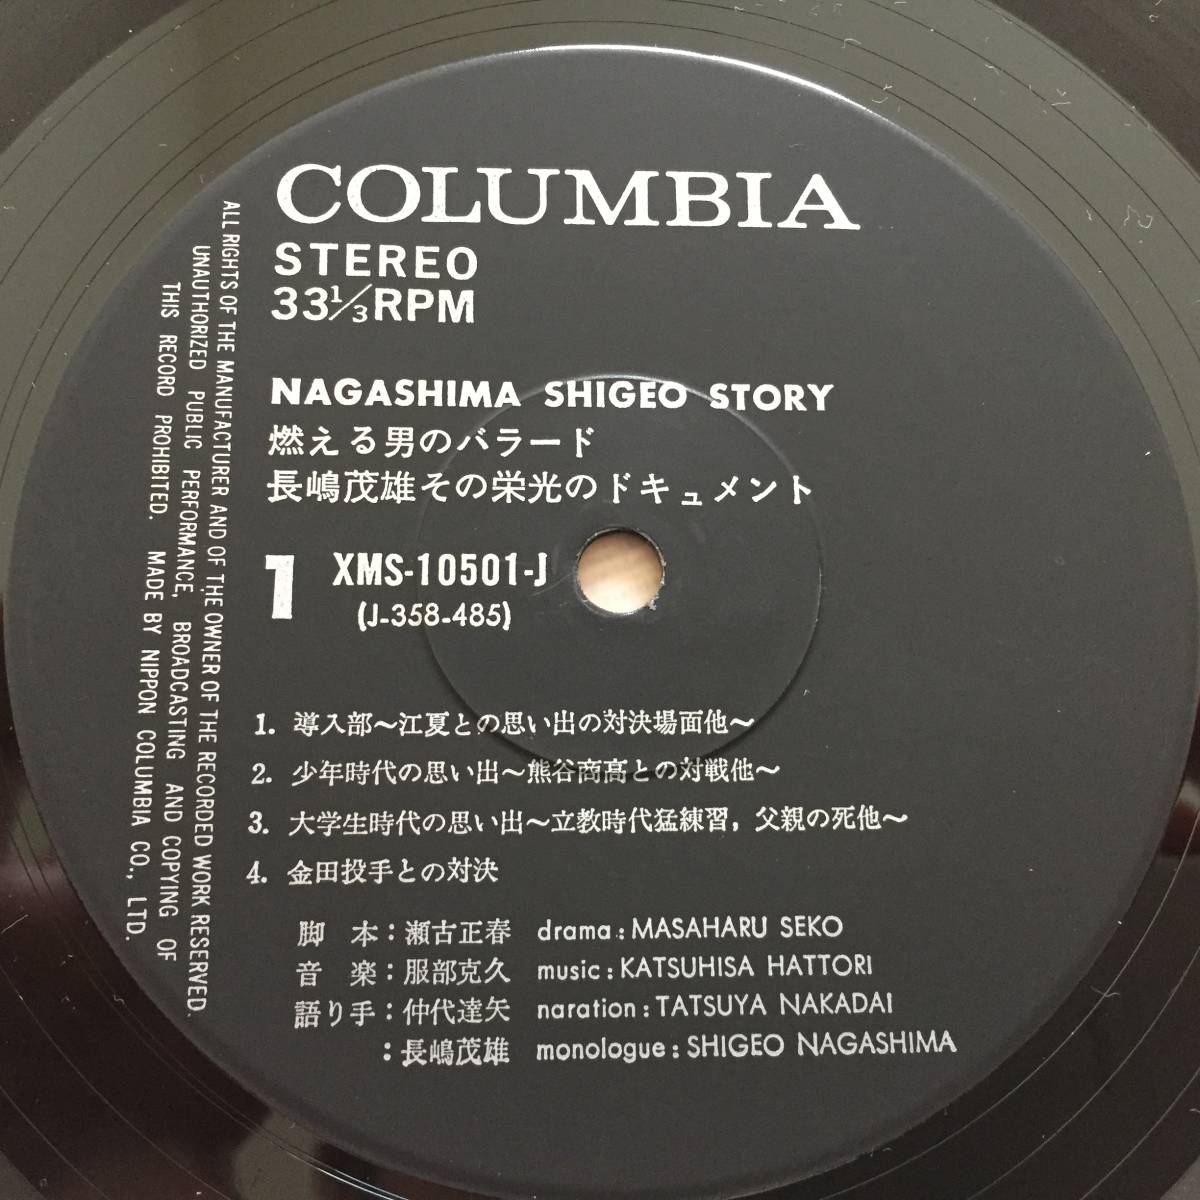 COLUMBIA
STEREO
33⅓RPM
NAGASHIMA SHIGEO STORY
燃える男のバラード
長嶋茂雄その栄光のドキュメント
1 XMS-10501-J
(J-358-485)
1. 導入部〜江夏との思い出の対決場面他〜
2. 少年時代の思い出〜熊谷商高との対戦他〜
3. 大学生時代の思い出〜立教時代猛練習，父親の死他〜
4. 金田投手との対決
脚 本：瀬古正春 drama: MASAHARU SEKO
音 楽：服部克久 music: KATSUHISA HATTORI
語り手：仲代達矢 naration: TATSUYA NAKADAI
：長嶋茂雄 monologue: SHIGEO NAGASHIMA
ALL RIGHTS OF THE MANUFACTURER AND OF THE OWNER OF THE RECORDED WORK RESERVED.
UNAUTHORIZED PUBLIC PERFORMANCE, BROADCASTING AND COPYING OF
THIS RECORD PROHIBITED. MADE BY NIPPON COLUMBIA CO., LTD.